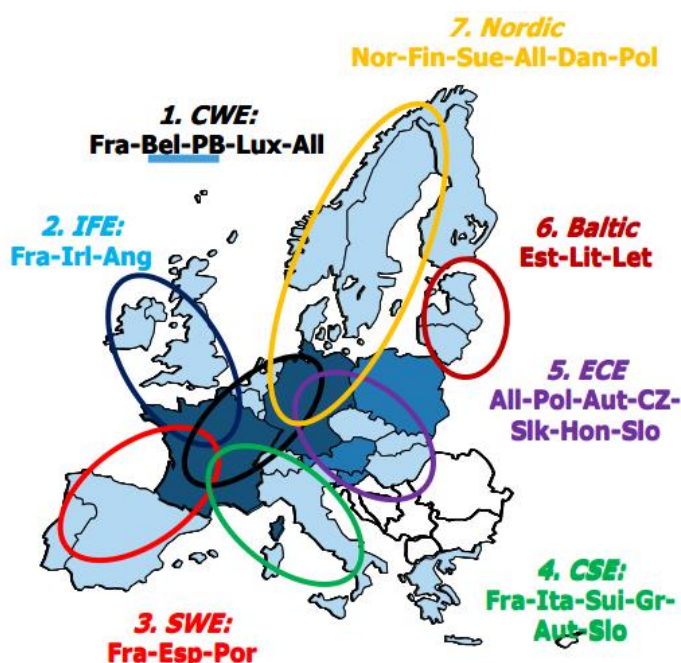 7. Nordic
Nor-Fin-Sue-All-Dan-Pol
1. CWE:
Fra-Bel-PB-Lux-All
2. IFE:
Fra-Irl-Ang
6. Baltic
Est-Lit-Let
5. ECE
All-Pol-Aut-CZ-
Slk-Hon-Slo
4. CSE:
Fra-Ita-Sui-Gr-
Aut-Slo
3. SWE:
Fra-Esp-Por